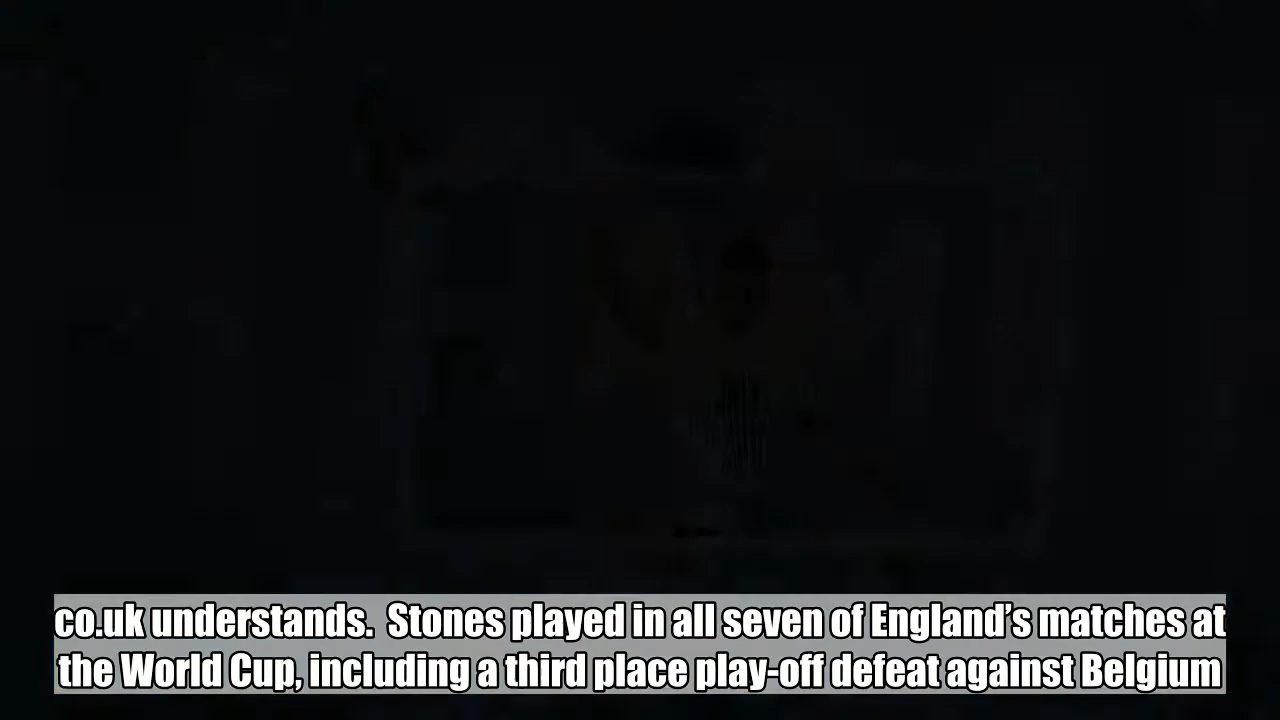 co.uk understands.  Stones played in all seven of England’s matches at
the World Cup, including a third place play-off defeat against Belgium